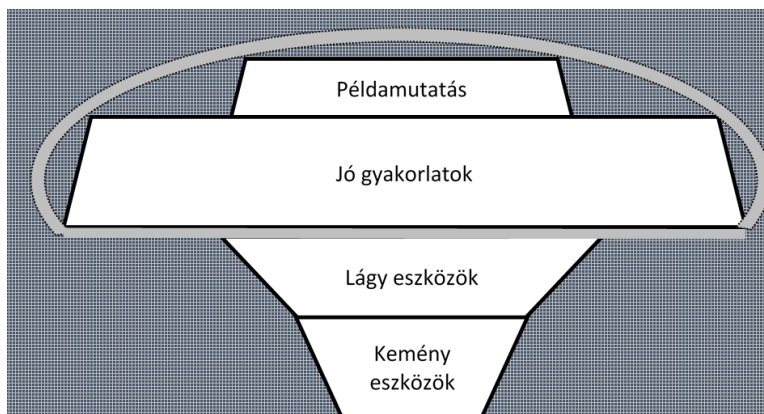 Példamutatás
Jó gyakorlatok
Lágy eszközök
Kemény
eszközök